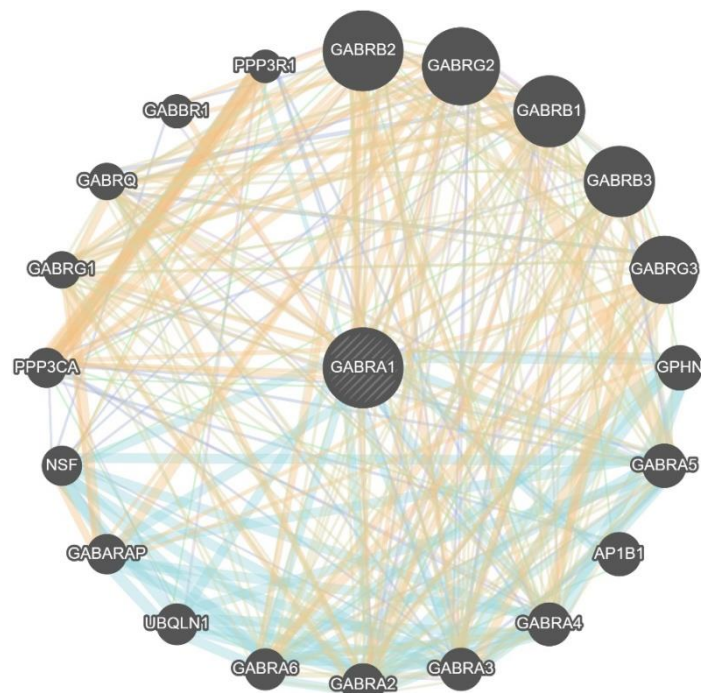 GABRB2
PPP3R1
GABRG2
GABBR1
GABRB1
GABRQ
GABRB3
GABRG1
GABRG3
PPP3CA
GABRA1
GPHN
NSF
GABRA5
GABARAP
AP1B1
UBQLN1
GABRA4
GABRA6
GABRA2
GABRA3